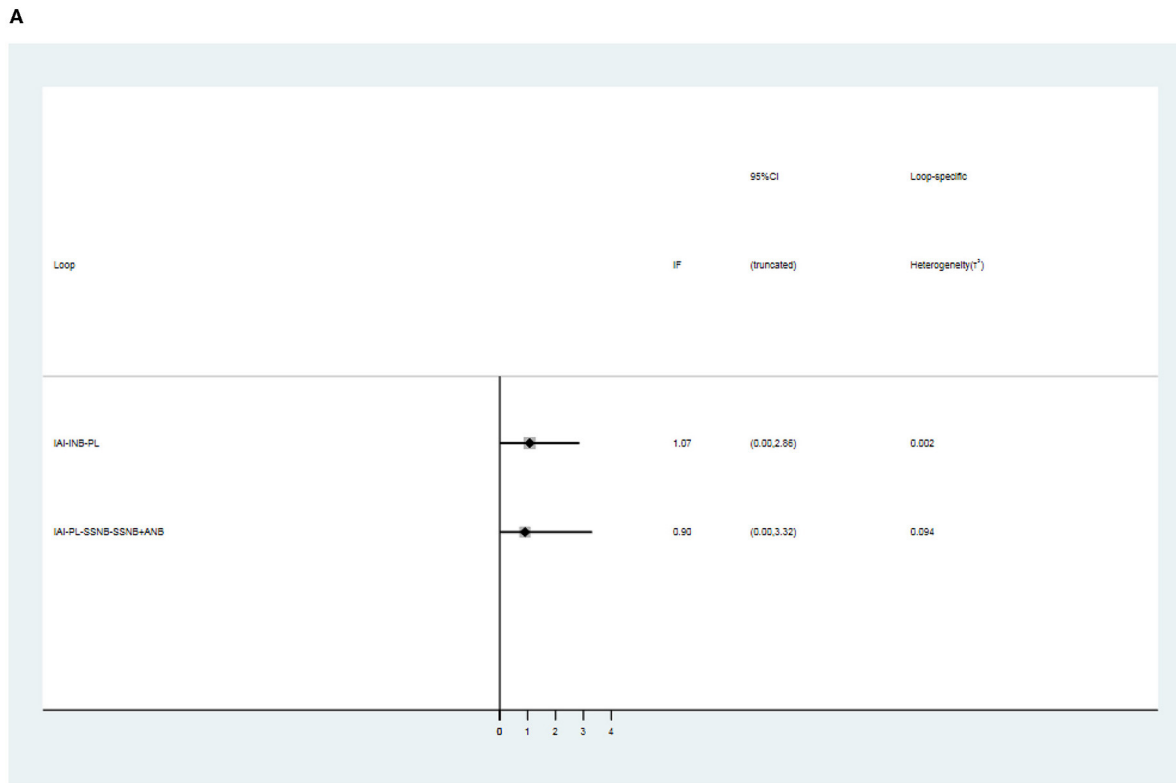 A
95%CI Loop-specific
Loop IF (truncated) Heterogeneity(τ²)
IAI-INB-PL 1.07 (0.00,2.86) 0.002
IAI-PL-SSNB-SSNB+ANB 0.90 (0.00,3.32) 0.094
0 1 2 3 4